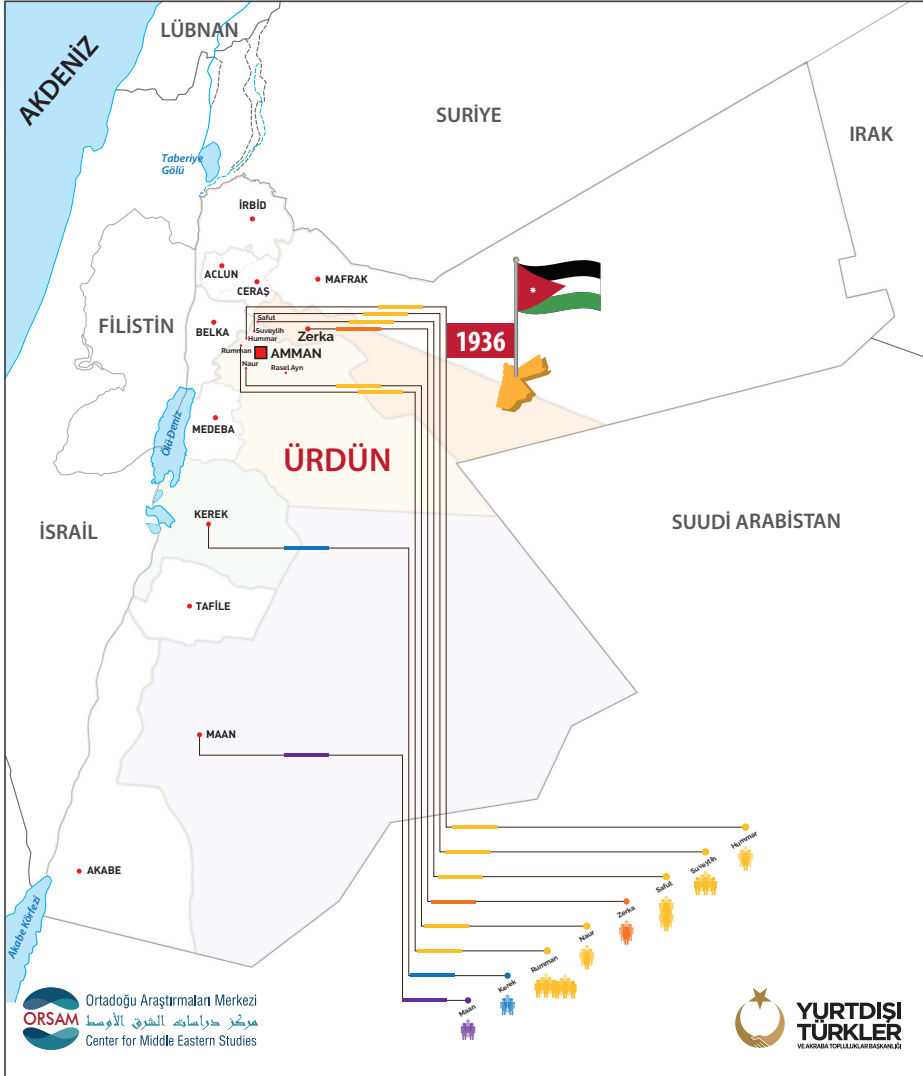 LÜBNAN
AKDENİZ
SURİYE
IRAK
Taberiye
Gölü
İRBİD
ACLUN
CERAŞ
MAFRAK
FİLİSTİN
BELKA
Safut
Suveylih
Hummar
Zerka
1936
Rumman
AMMAN
Naur
Rasel Ayn
Ölü Deniz
MEDEBA
ÜRDÜN
İSRAİL
KEREK
SUUDİ ARABİSTAN
TAFİLE
MAAN
AKABE
Akabe Körfezi
Hummar
Suveylih
Safut
Zerka
Naur
Rumman
Kerek
Maan
ORSAM
Ortadoğu Araştırmaları Merkezi
مركز دراسات الشرق الأوسط
Center for Middle Eastern Studies
YURTDIŞI
TÜRKLER
VE AKRABA TOPLULUKLAR BAŞKANLIĞI